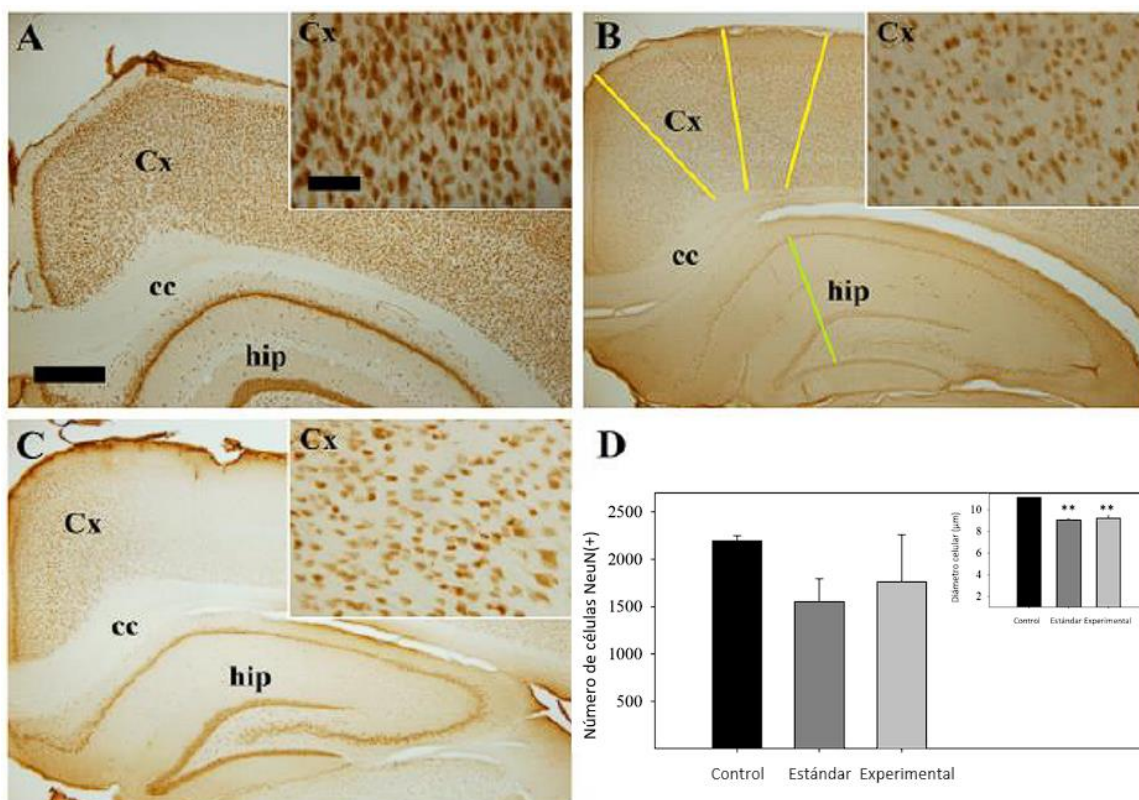 A
Cx
Cx
cc
hip
B
Cx
Cx
cc
hip
C
Cx
Cx
cc
hip
D
Número de células NeuN(+)
2500
2000
1500
1000
500
Control
Estándar
Experimental
Diámetro celular (µm)
10
8
6
4
2
**
**
Control
Estándar
Experimental